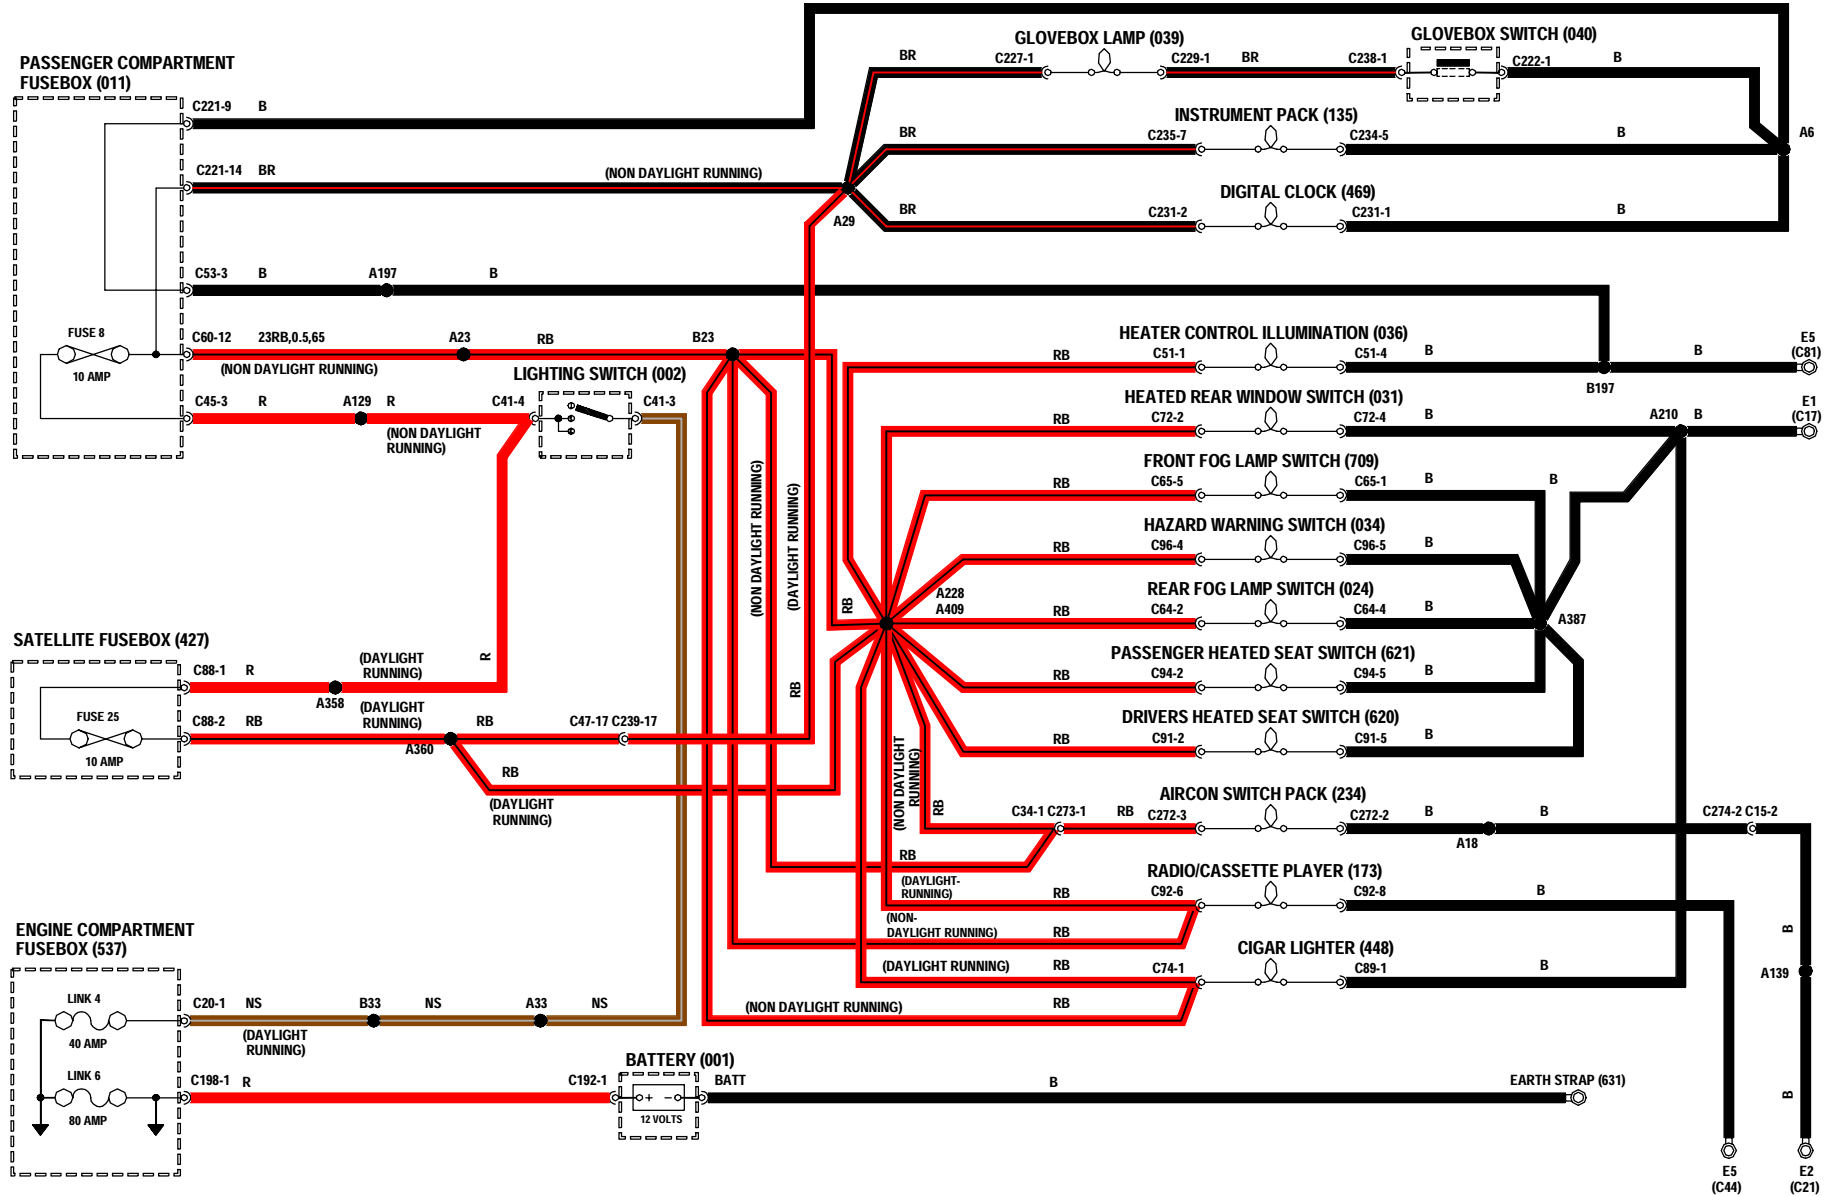 PASSENGER COMPARTMENT
FUSEBOX (011)
C221-9 B
C221-14 BR
(NON DAYLIGHT RUNNING)
A29
BR
C227-1
GLOVEBOX LAMP (039)
C229-1
BR
C238-1
GLOVEBOX SWITCH (040)
C222-1
B
BR
C235-7
INSTRUMENT PACK (135)
C234-5
B
A6
BR
C231-2
DIGITAL CLOCK (469)
C231-1
B
C53-3 B
A197
B
FUSE 8
10 AMP
C60-12
23RB,0.5,65
(NON DAYLIGHT RUNNING)
A23
RB
B23
C45-3 R
A129
R
(NON DAYLIGHT
RUNNING)
C41-4
LIGHTING SWITCH (002)
C41-3
HEATER CONTROL ILLUMINATION (036)
RB
C51-1
C51-4
B
B197
B
E5
(C81)
HEATED REAR WINDOW SWITCH (031)
RB
C72-2
C72-4
B
A210
B
E1
(C17)
FRONT FOG LAMP SWITCH (709)
RB
C65-5
C65-1
B
B
HAZARD WARNING SWITCH (034)
RB
C96-4
C96-5
B
A228
A409
REAR FOG LAMP SWITCH (024)
RB
C64-2
C64-4
B
A387
PASSENGER HEATED SEAT SWITCH (621)
RB
C94-2
C94-5
B
DRIVERS HEATED SEAT SWITCH (620)
RB
C91-2
C91-5
B
(NON DAYLIGHT RUNNING)
(DAYLIGHT RUNNING)
RB
RB
R
SATELLITE FUSEBOX (427)
C88-1 R
A358
(DAYLIGHT
RUNNING)
FUSE 25
10 AMP
C88-2 RB
(DAYLIGHT
RUNNING)
A360
RB
C47-17 C239-17
RB
(DAYLIGHT
RUNNING)
(NON DAYLIGHT
RUNNING)
RB
AIRCON SWITCH PACK (234)
C34-1 C273-1
RB
C272-3
C272-2
B
A18
B
C274-2 C15-2
RB
(DAYLIGHT-
RUNNING)
RADIO/CASSETTE PLAYER (173)
RB
C92-6
C92-8
B
(NON-
DAYLIGHT RUNNING)
RB
CIGAR LIGHTER (448)
(DAYLIGHT RUNNING)
RB
C74-1
C89-1
B
(NON DAYLIGHT RUNNING)
RB
B
A139
B
ENGINE COMPARTMENT
FUSEBOX (537)
LINK 4
40 AMP
C20-1 NS
(DAYLIGHT
RUNNING)
B33
NS
A33
NS
LINK 6
80 AMP
C198-1 R
C192-1
BATTERY (001)
+ -
12 VOLTS
BATT
B
EARTH STRAP (631)
E5
(C44)
E2
(C21)